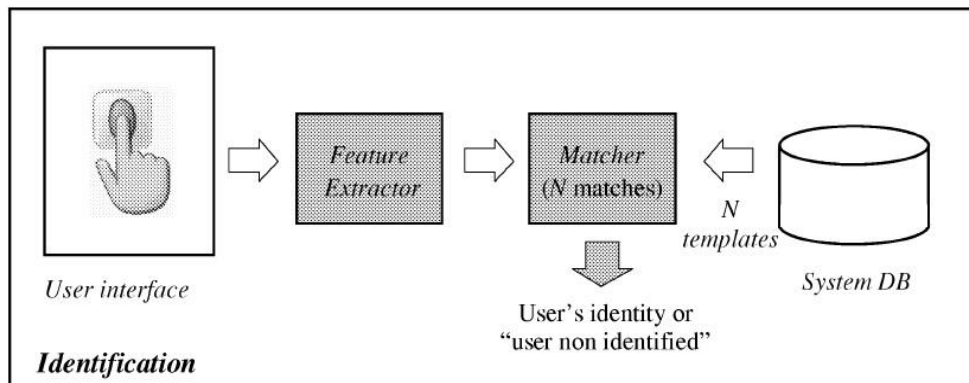 Feature
Extractor
Matcher
(N matches)
N
templates
User interface
System DB
User's identity or
“user non identified”
Identification